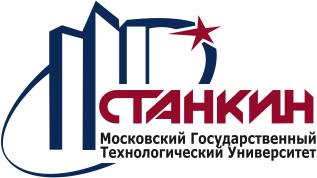 СТАНКИН
Московский Государственный
Технологический Университет